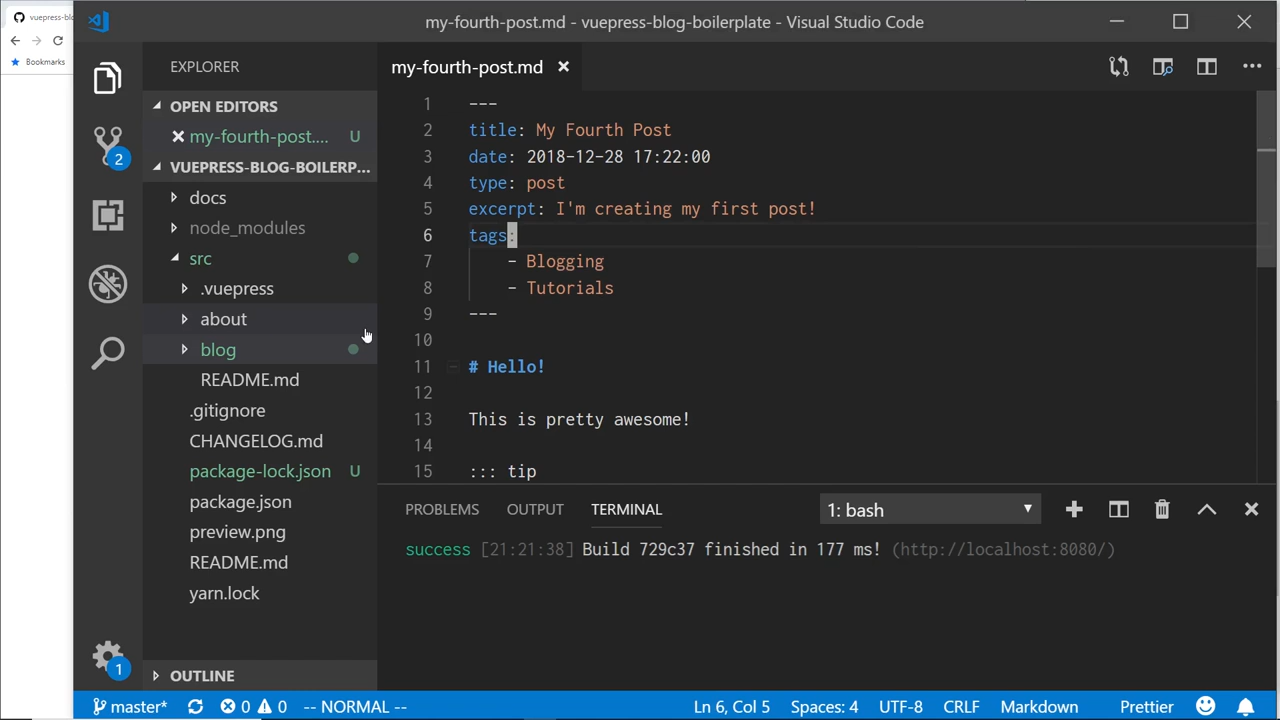 vuepress-blo
my-fourth-post.md - vuepress-blog-boilerplate - Visual Studio Code
Bookmarks
EXPLORER
my-fourth-post.md
OPEN EDITORS
my-fourth-post.... U
2
VUEPRESS-BLOG-BOILERP...
docs
node_modules
src
.vuepress
about
blog
README.md
.gitignore
CHANGELOG.md
package-lock.json U
package.json
preview.png
README.md
yarn.lock
OUTLINE
1
1 ---
2 title: My Fourth Post
3 date: 2018-12-28 17:22:00
4 type: post
5 excerpt: I'm creating my first post!
6 tags:
7 - Blogging
8 - Tutorials
9 ---
10
11 # Hello!
12
13 This is pretty awesome!
14
15 ::: tip
PROBLEMS OUTPUT TERMINAL 1: bash
success [21:21:38] Build 729c37 finished in 177 ms! (http://localhost:8080/)
master* 0 0 -- NORMAL -- Ln 6, Col 5 Spaces: 4 UTF-8 CRLF Markdown Prettier